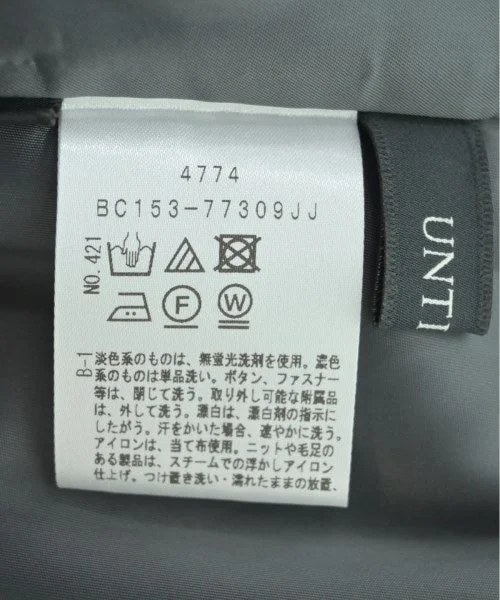 4774
BC153-77309JJ
NO.421
F
W
B-1
淡色系のものは、無蛍光洗剤を使用。濃色
系のものは単品洗い。ボタン、ファスナー
等は、閉じて洗う。取り外し可能な附属品
は、外して洗う。漂白は、漂白剤の指示に
したがう。汗をかいた場合、速やかに洗う。
アイロンは、当て布使用。ニットや毛足の
ある製品は、スチームでの浮かしアイロン
仕上げ。つけ置き洗い・濡れたままの放置、
UNTI